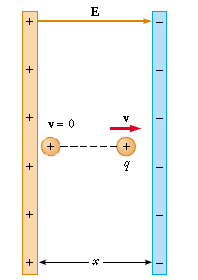 E
+ −
+ −
v = 0 v
+ −
+ +
q
+ −
+ x −